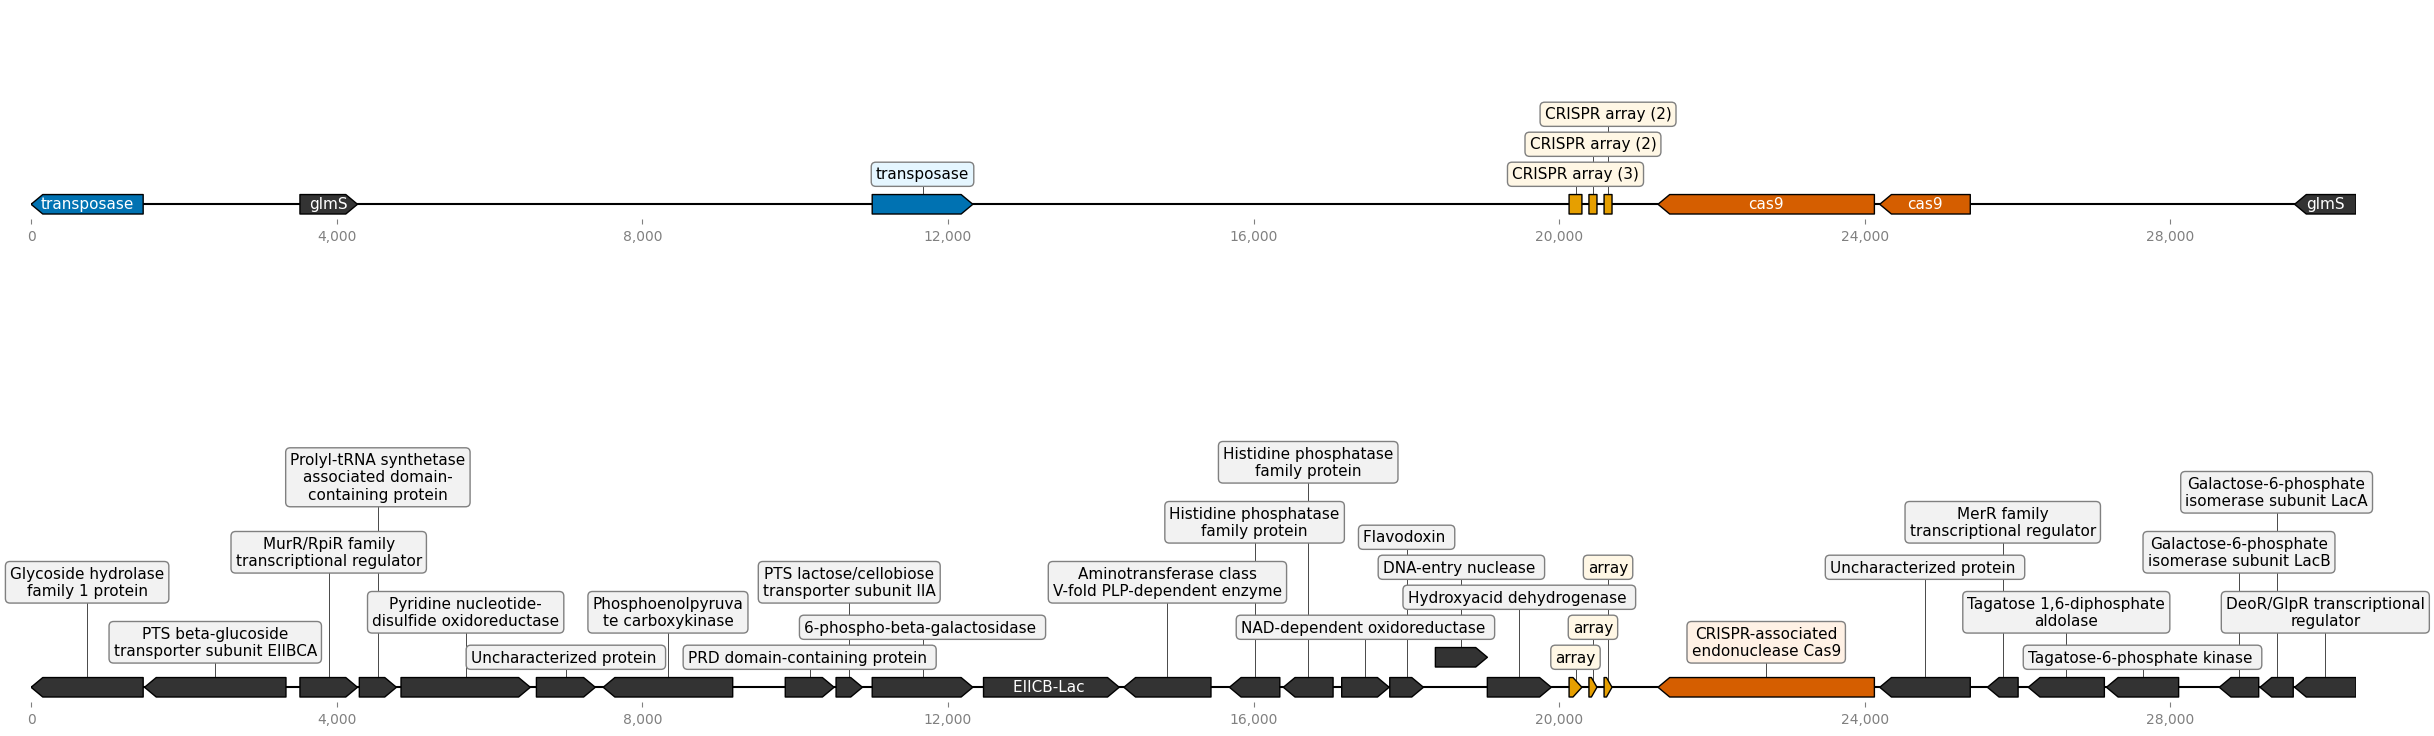 CRISPR array (2)
CRISPR array (2)
transposase
CRISPR array (3)
transposase
glmS
cas9
cas9
glmS
0
4,000
8,000
12,000
16,000
20,000
24,000
28,000
Histidine phosphatase
family protein
Prolyl-tRNA synthetase
associated domain-
containing protein
Galactose-6-phosphate
isomerase subunit LacA
Histidine phosphatase
family protein
MerR family
transcriptional regulator
Flavodoxin
MurR/RpiR family
transcriptional regulator
Galactose-6-phosphate
isomerase subunit LacB
DNA-entry nuclease
array
Uncharacterized protein
Glycoside hydrolase
family 1 protein
PTS lactose/cellobiose
transporter subunit IIA
Aminotransferase class
V-fold PLP-dependent enzyme
Hydroxyacid dehydrogenase
Pyridine nucleotide-
disulfide oxidoreductase
Phosphoenolpyruva
te carboxykinase
Tagatose 1,6-diphosphate
aldolase
DeoR/GlpR transcriptional
regulator
6-phospho-beta-galactosidase
NAD-dependent oxidoreductase
array
PTS beta-glucoside
transporter subunit EIIBCA
CRISPR-associated
endonuclease Cas9
Uncharacterized protein
PRD domain-containing protein
array
Tagatose-6-phosphate kinase
EIICB-Lac
0
4,000
8,000
12,000
16,000
20,000
24,000
28,000